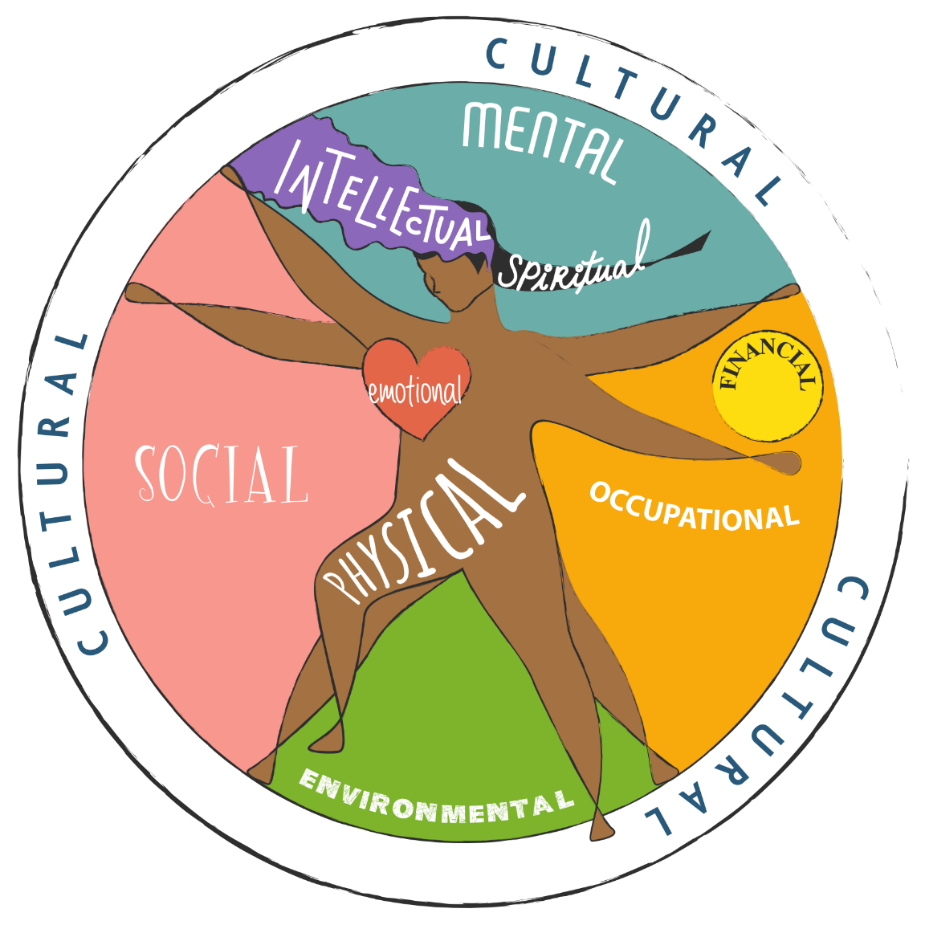 CULTURAL
MENTAL
INTELLECTUAL
Spiritual
FINANCIAL
emotional
SOCIAL
PHYSICAL
OCCUPATIONAL
CULTURAL
ENVIRONMENTAL
CULTURAL